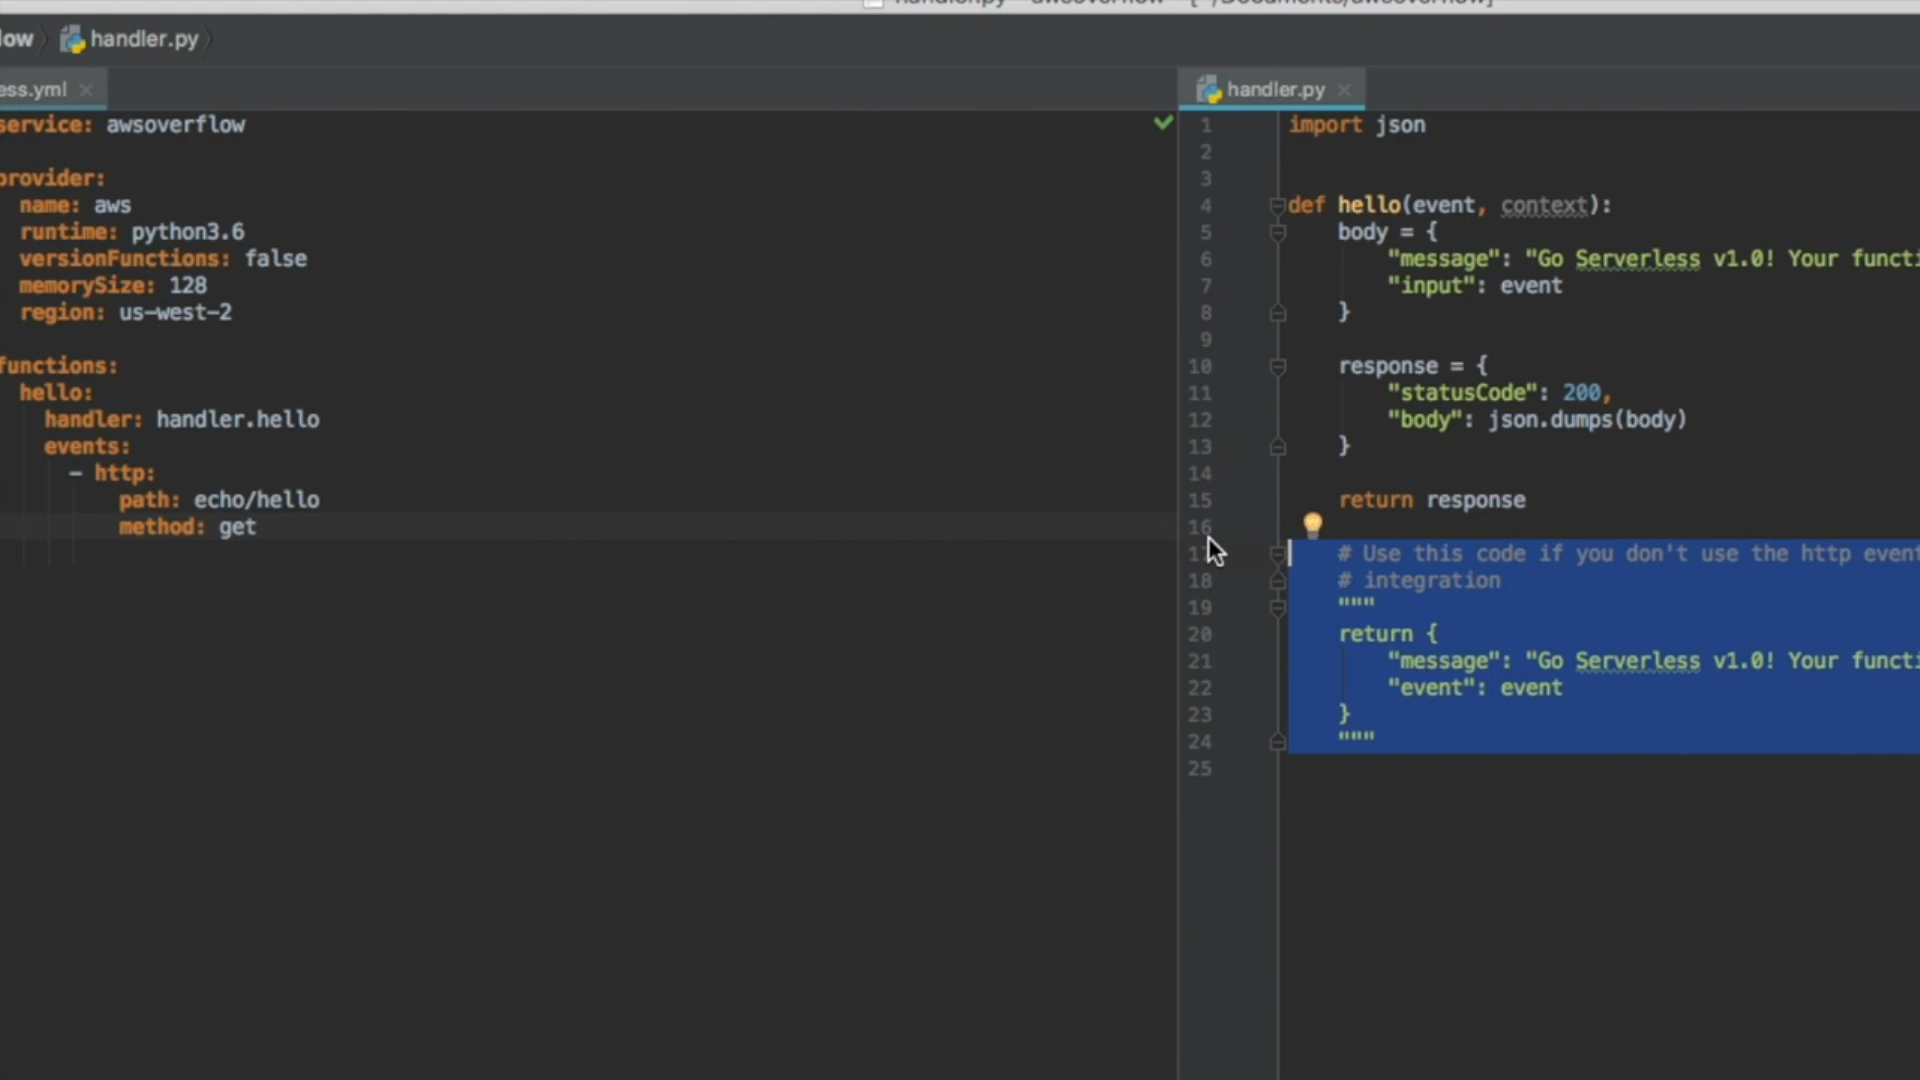 handler.py
handler.py
service: awsoverflow
provider:
name: aws
runtime: python3.6
versionFunctions: false
memorySize: 128
region: us-west-2
functions:
hello:
handler: handler.hello
events:
- http:
path: echo/hello
method: get
1 import json
2
3
4 def hello(event, context):
5 body = {
6 "message": "Go Serverless v1.0! Your
7 "input": event
8 }
9
10 response = {
11 "statusCode": 200,
12 "body": json.dumps(body)
13 }
14
15 return response
16
17 # Use this code if you don't use the http event
18 # integration
19 """
20 return {
21 "message": "Go Serverless v1.0! Your
22 "event": event
23 }
24 """
25